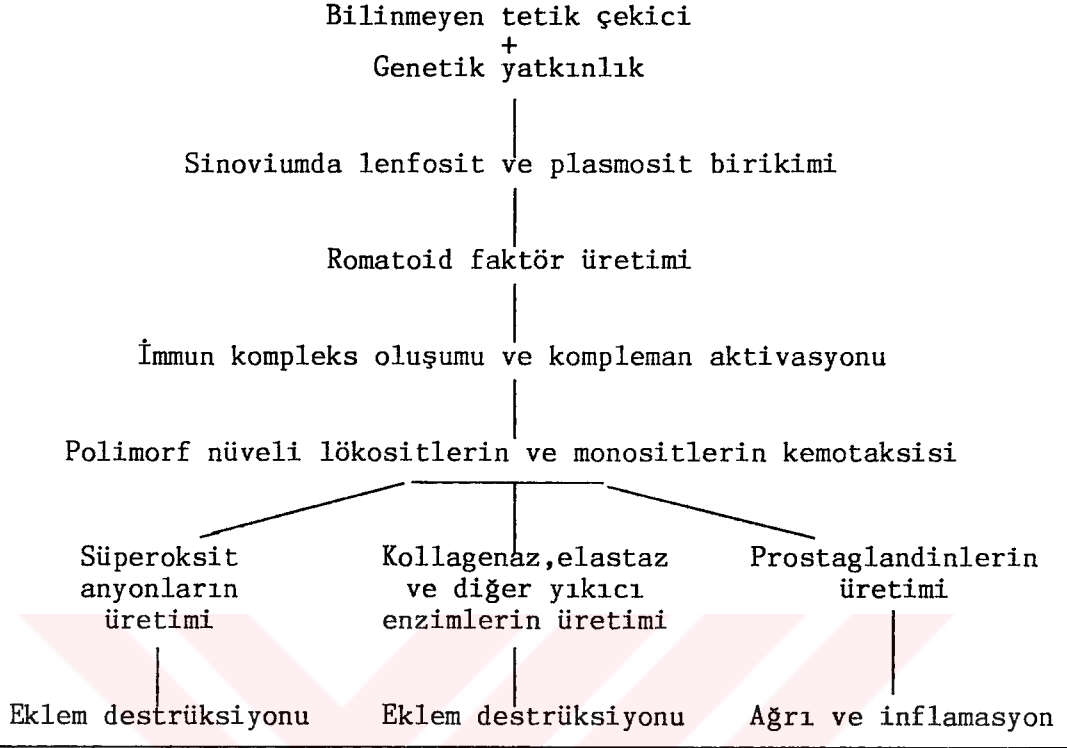 Bilinmeyen tetik çekici
+
Genetik yatkınlık
Sinoviumda lenfosit ve plasmosit birikimi
Romatoid faktör üretimi
İmmun kompleks oluşumu ve kompleman aktivasyonu
Polimorf nüveli lökositlerin ve monositlerin kemotaksisi
Süperoksit
anyonların
üretimi
Kollagenaz,elastaz
ve diğer yıkıcı
enzimlerin üretimi
Prostaglandinlerin
üretimi
Eklem destrüksiyonu
Eklem destrüksiyonu
Ağrı ve inflamasyon